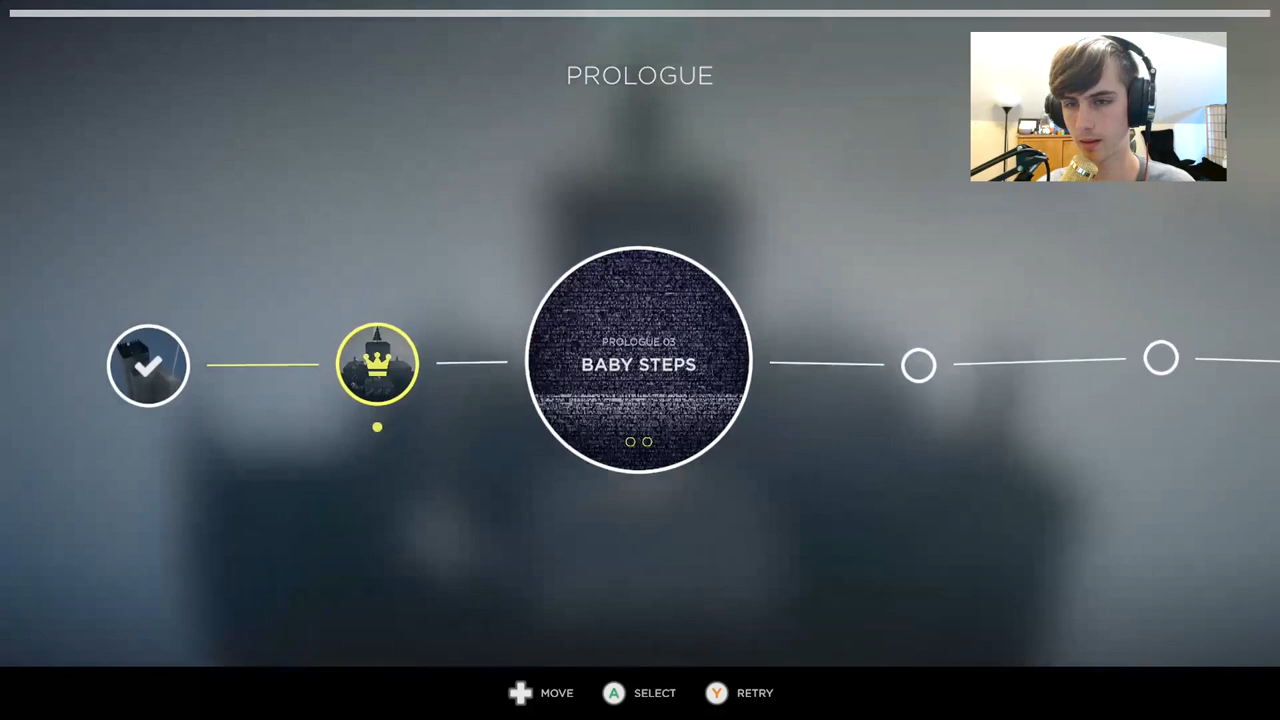 PROLOGUE
PROLOGUE 03
BABY STEPS
MOVE
A SELECT
Y RETRY